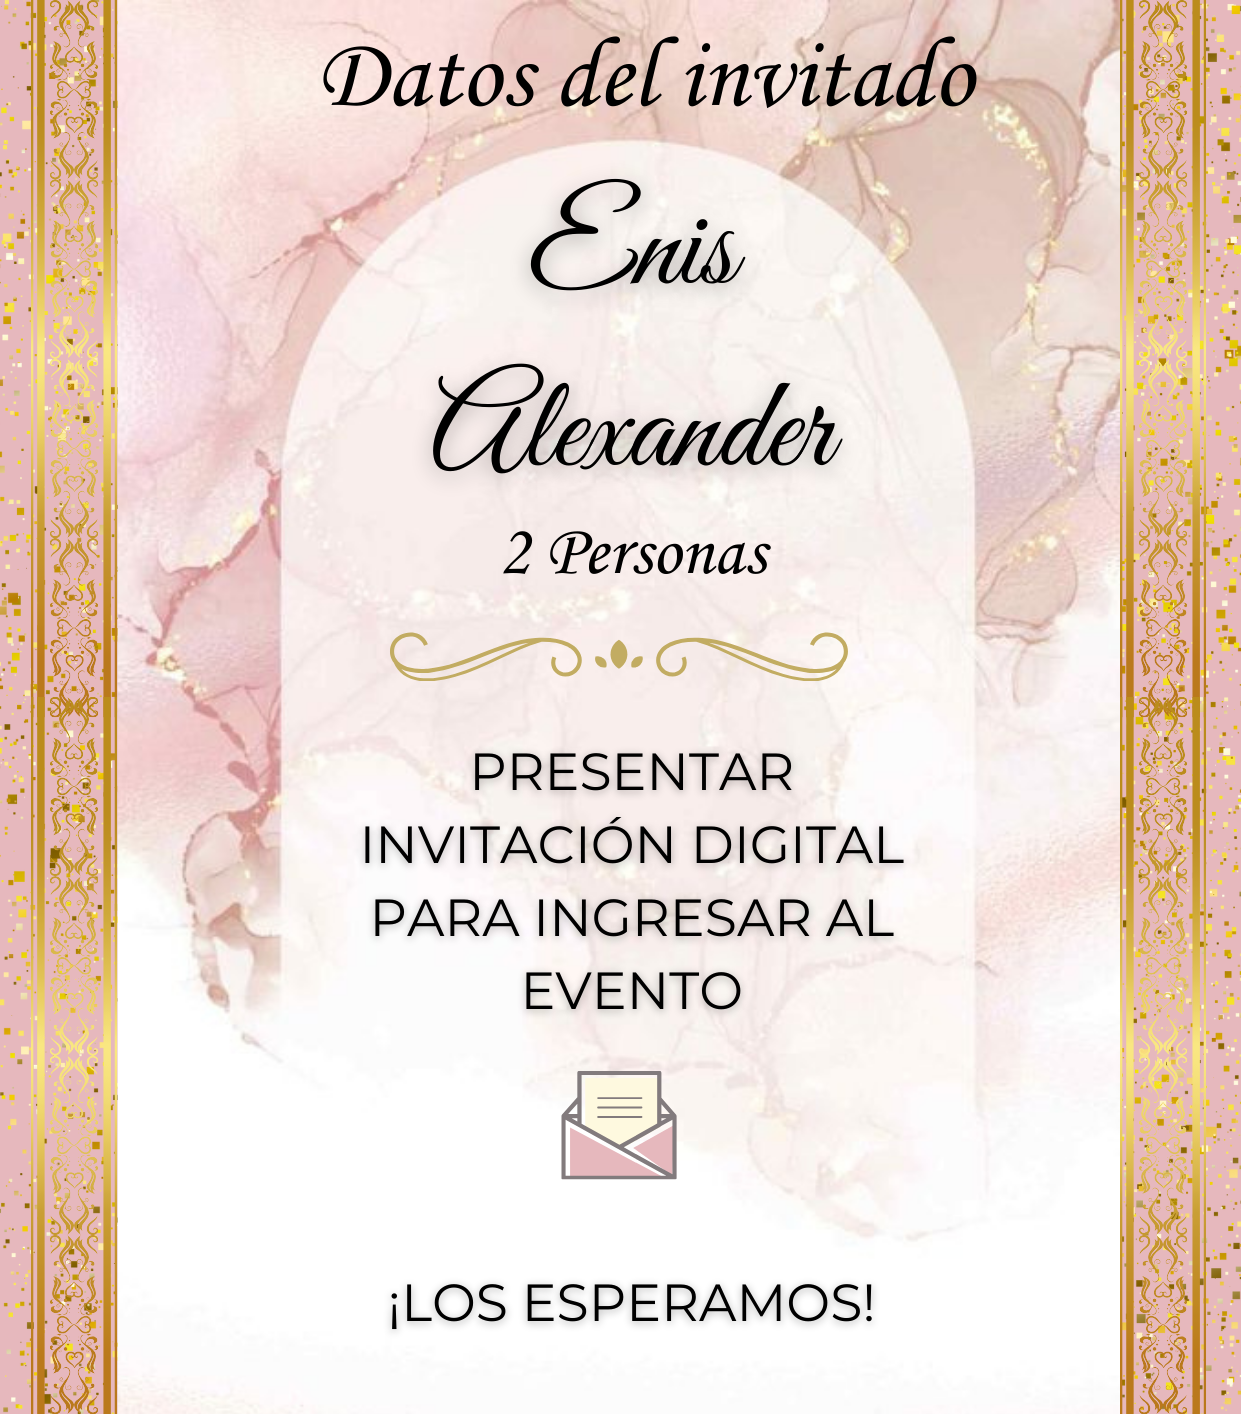 Datos del invitado
Enis
Alexander
2 Personas
PRESENTAR
INVITACIÓN DIGITAL
PARA INGRESAR AL
EVENTO
¡LOS ESPERAMOS!